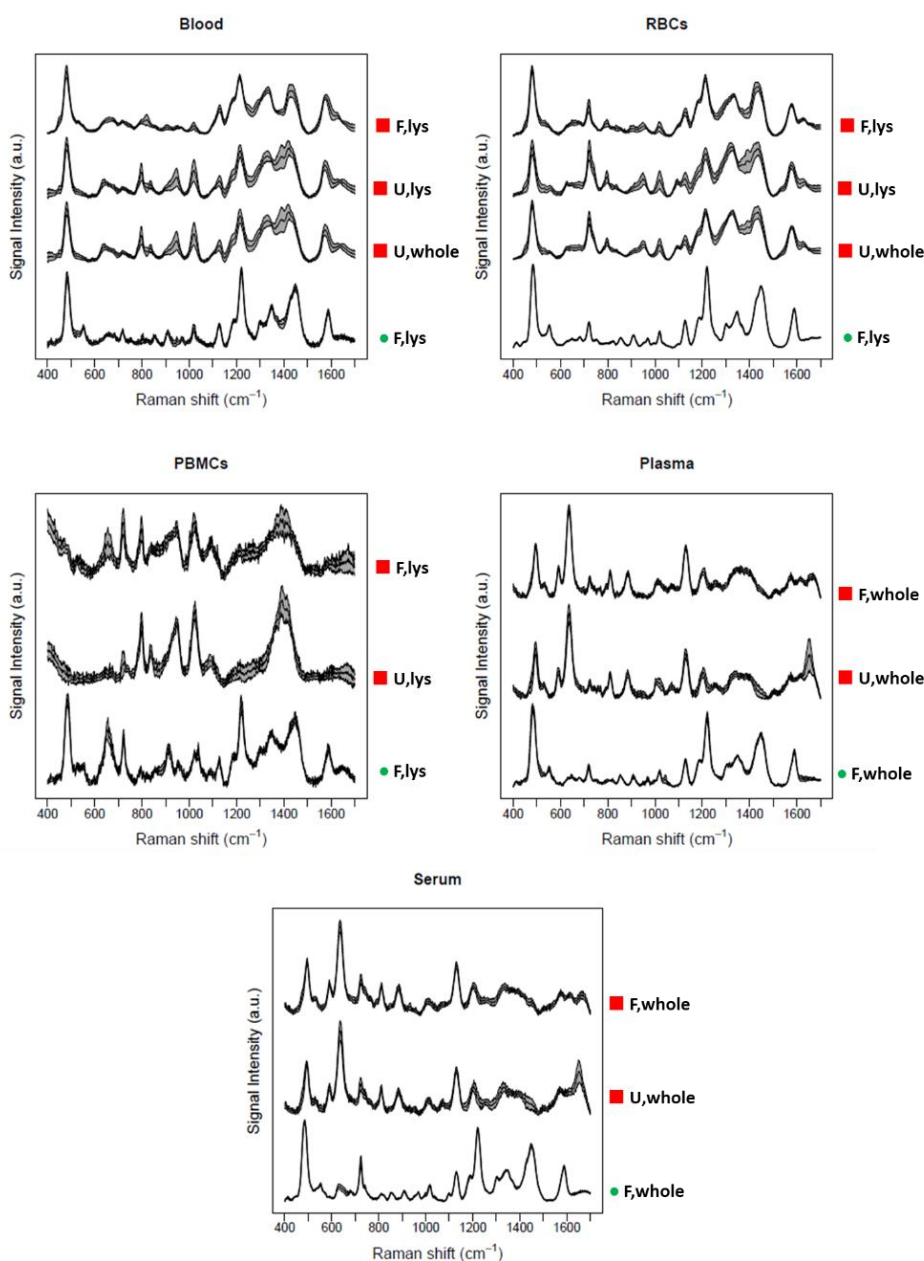 Blood
Signal Intensity (a.u.)
F,lys
U,lys
U,whole
F,lys
400 600 800 1000 1200 1400 1600
Raman shift (cm⁻¹)
RBCs
Signal Intensity (a.u.)
F,lys
U,lys
U,whole
F,lys
400 600 800 1000 1200 1400 1600
Raman shift (cm⁻¹)
PBMCs
Signal Intensity (a.u.)
F,lys
U,lys
F,lys
400 600 800 1000 1200 1400 1600
Raman shift (cm⁻¹)
Plasma
Signal Intensity (a.u.)
F,whole
U,whole
F,whole
400 600 800 1000 1200 1400 1600
Raman shift (cm⁻¹)
Serum
Signal Intensity (a.u.)
F,whole
U,whole
F,whole
400 600 800 1000 1200 1400 1600
Raman shift (cm⁻¹)